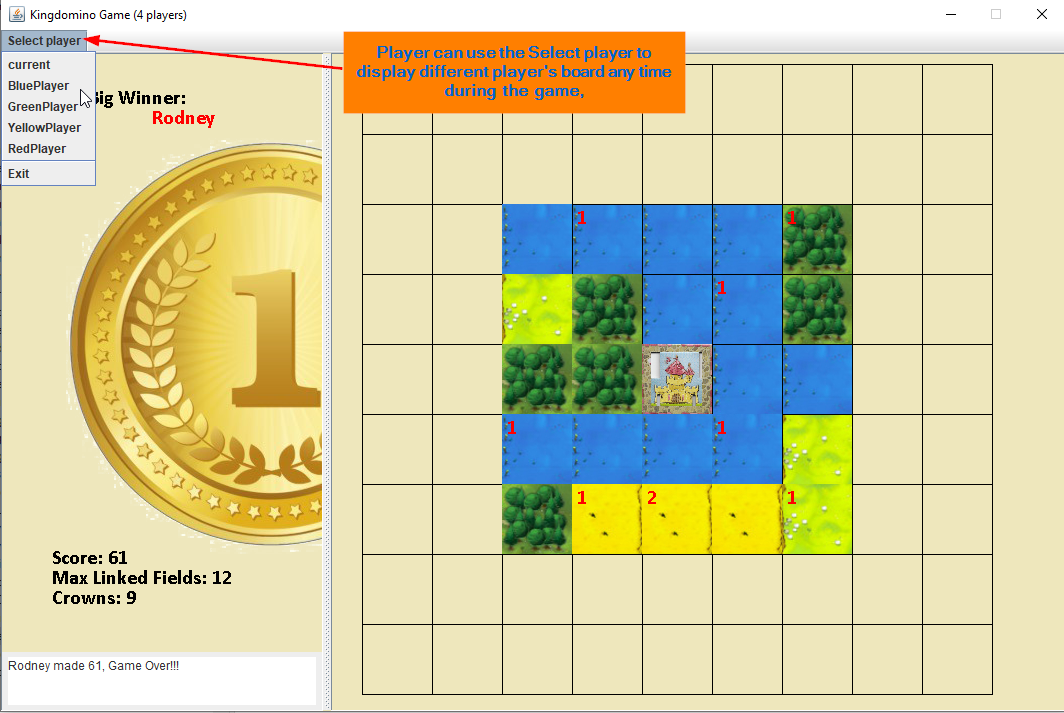 Kingdomino Game (4 players)
Select player
Player can use the Select player to
display different player's board any time
during the game,
current
BluePlayer
GreenPlayer
YellowPlayer
RedPlayer
Exit
Winner:
Rodney
1
Score: 61
Max Linked Fields: 12
Crowns: 9
Rodney made 61, Game Over!!!
1
1
1
1
1
1
2
1